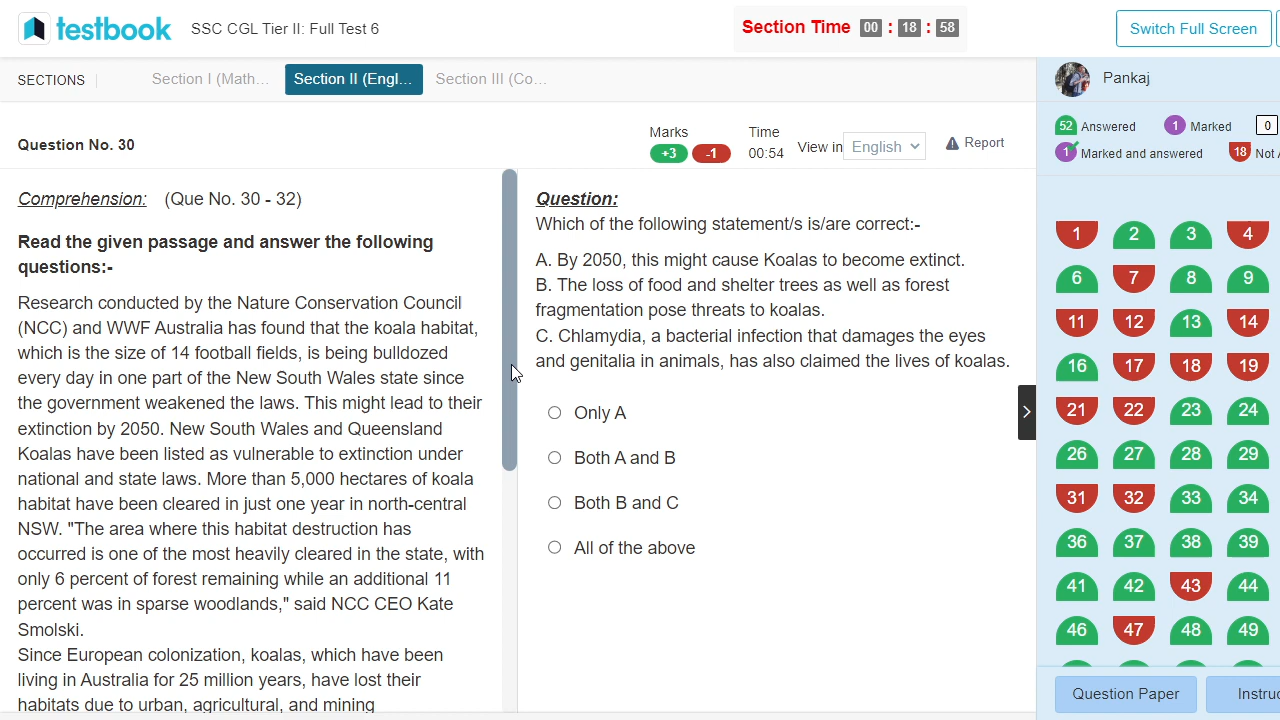 testbook
SSC CGL Tier II: Full Test 6
Section Time 00 : 18 : 58
Switch Full Screen
SECTIONS
Section I (Math...
Section II (Engl...
Section III (Co...
Pankaj
52 Answered
1 Marked
0
1 Marked and answered
18 Not
Question No. 30
Marks
+3 -1
Time
00:54
View in English
Report
Comprehension: (Que No. 30 - 32)
Read the given passage and answer the following
questions:-
Research conducted by the Nature Conservation Council
(NCC) and WWF Australia has found that the koala habitat,
which is the size of 14 football fields, is being bulldozed
every day in one part of the New South Wales state since
the government weakened the laws. This might lead to their
extinction by 2050. New South Wales and Queensland
Koalas have been listed as vulnerable to extinction under
national and state laws. More than 5,000 hectares of koala
habitat have been cleared in just one year in north-central
NSW. "The area where this habitat destruction has
occurred is one of the most heavily cleared in the state, with
only 6 percent of forest remaining while an additional 11
percent was in sparse woodlands," said NCC CEO Kate
Smolski.
Since European colonization, koalas, which have been
living in Australia for 25 million years, have lost their
habitats due to urban, agricultural, and mining
Question:
Which of the following statement/s is/are correct:-
A. By 2050, this might cause Koalas to become extinct.
B. The loss of food and shelter trees as well as forest
fragmentation pose threats to koalas.
C. Chlamydia, a bacterial infection that damages the eyes
and genitalia in animals, has also claimed the lives of koalas.
Only A
Both A and B
Both B and C
All of the above
1 2 3 4
6 7 8 9
11 12 13 14
16 17 18 19
21 22 23 24
26 27 28 29
31 32 33 34
36 37 38 39
41 42 43 44
46 47 48 49
Question Paper
Instruc